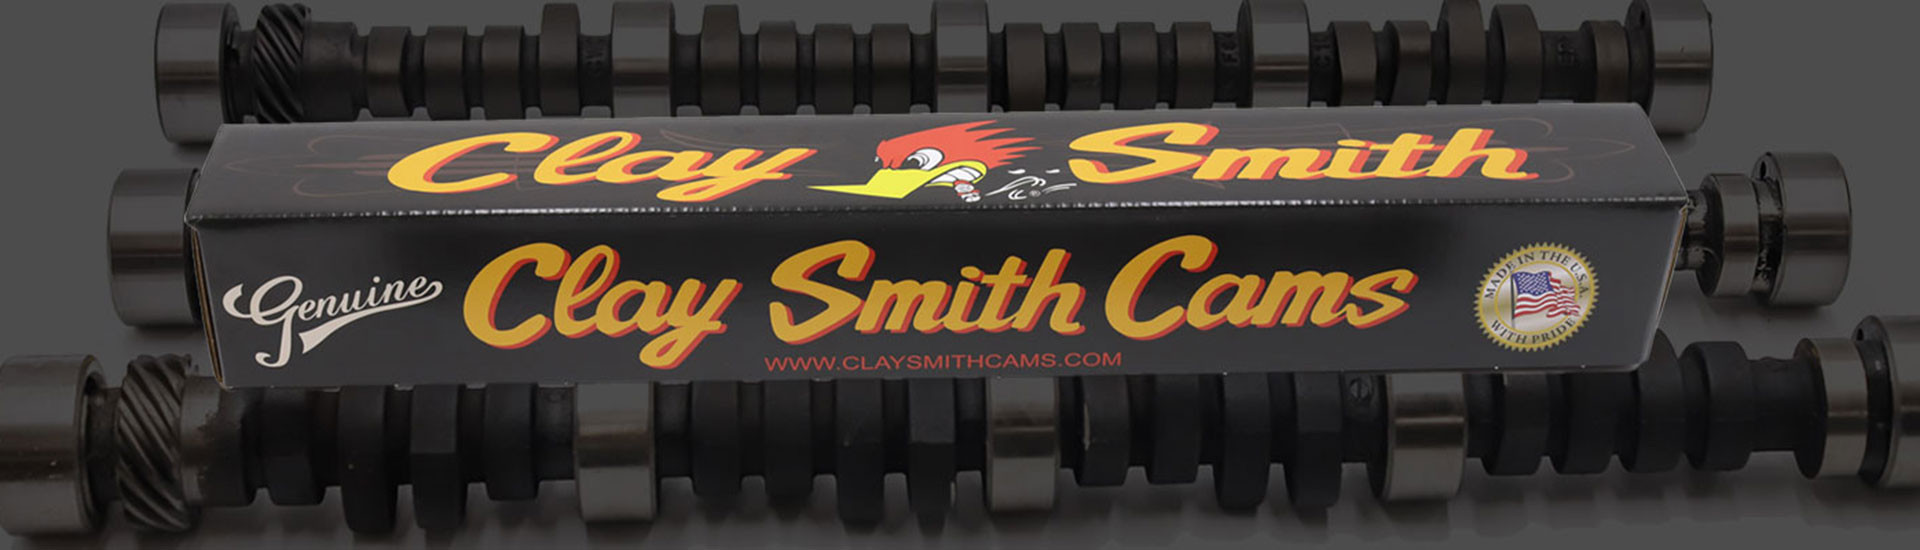 Clay Smith
Genuine Clay Smith Cams
WWW.CLAYSMITHCAMS.COM
MADE IN THE U.S.A.
WITH PRIDE